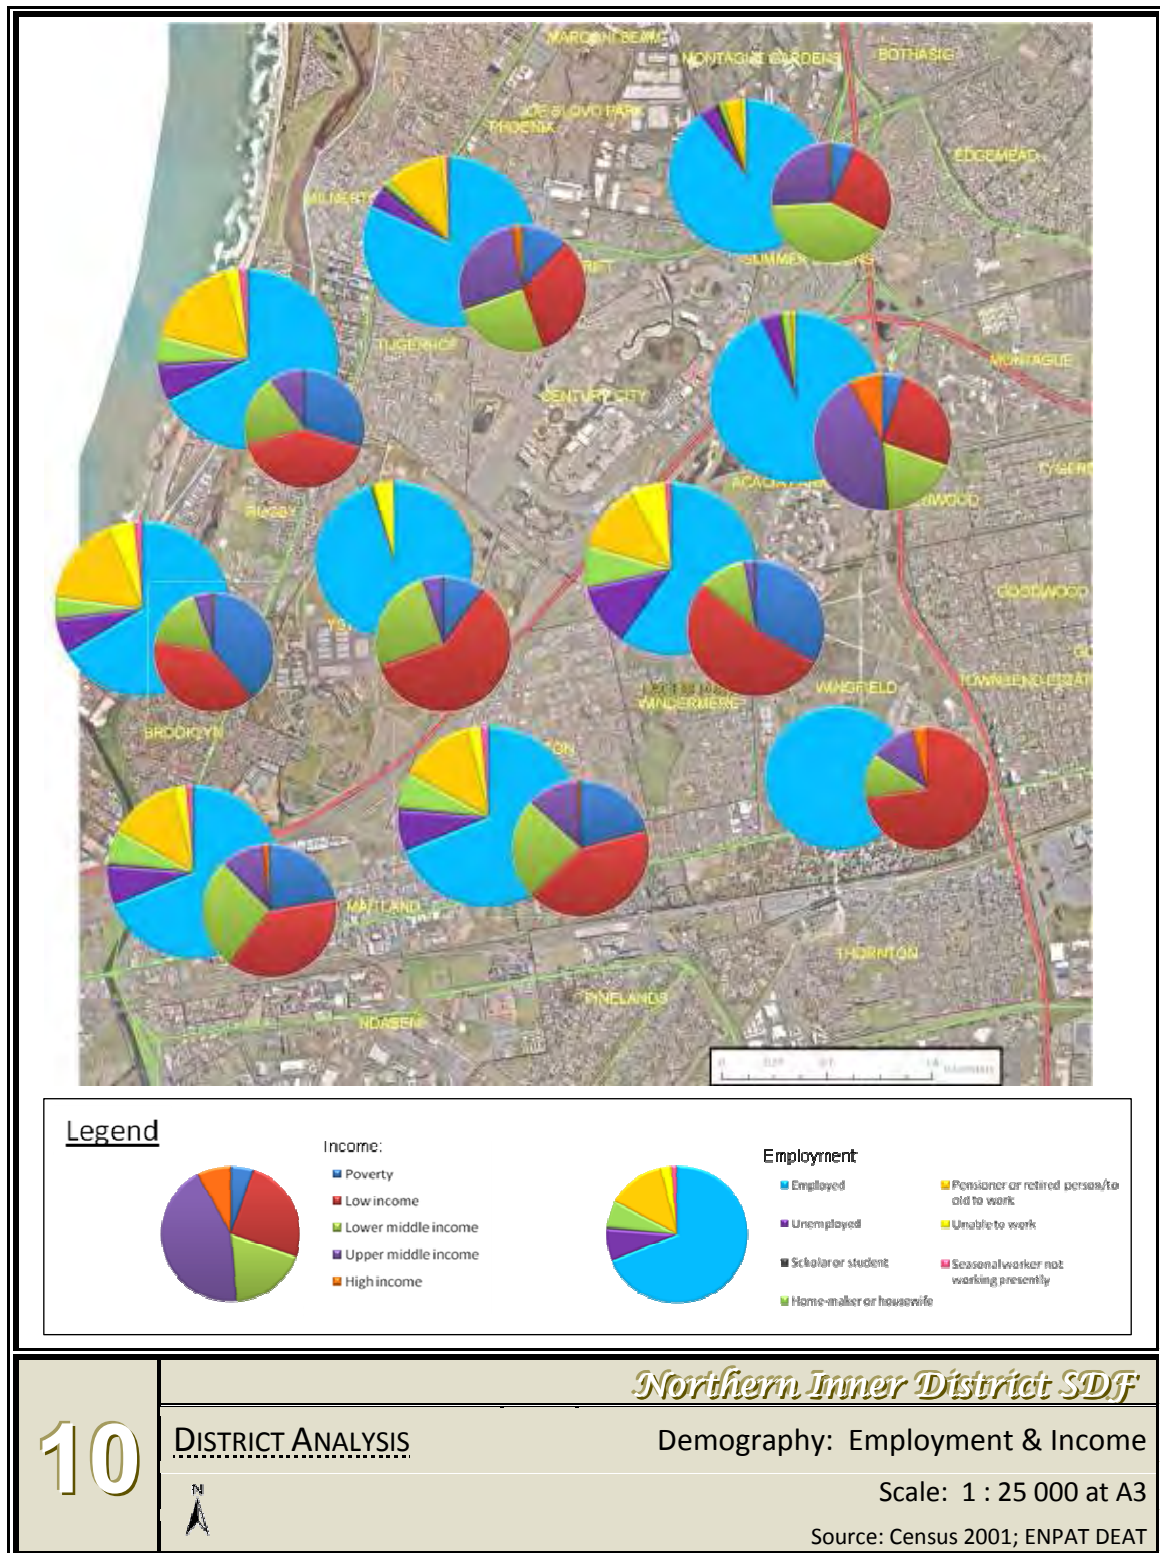 MARCONI BEAM
MONTAGUE GARDENS
BOTHASIG
JOE SLOVO PARK
PHOENIX
EDGEMEAD
MILNERT
SUMMER
TIJGERHOF
MONTAGUE
CENTURY CITY
RUGBY
GOODWOOD
WINGFIELD
WINDERMERE
BROOKLYN
MAITLAND
THORNTON
PINELANDS
NDABENI
Legend
Income:
Poverty
Low income
Lower middle income
Upper middle income
High income
Employment
Employed
Unemployed
Scholar or student
Home-maker or housewife
Pensioner or retired person/to
old to work
Unable to work
Seasonal worker not
working presently
Northern Inner District SDF
10
DISTRICT ANALYSIS
Demography: Employment & Income
N
Scale: 1 : 25 000 at A3
Source: Census 2001; ENPAT DEAT